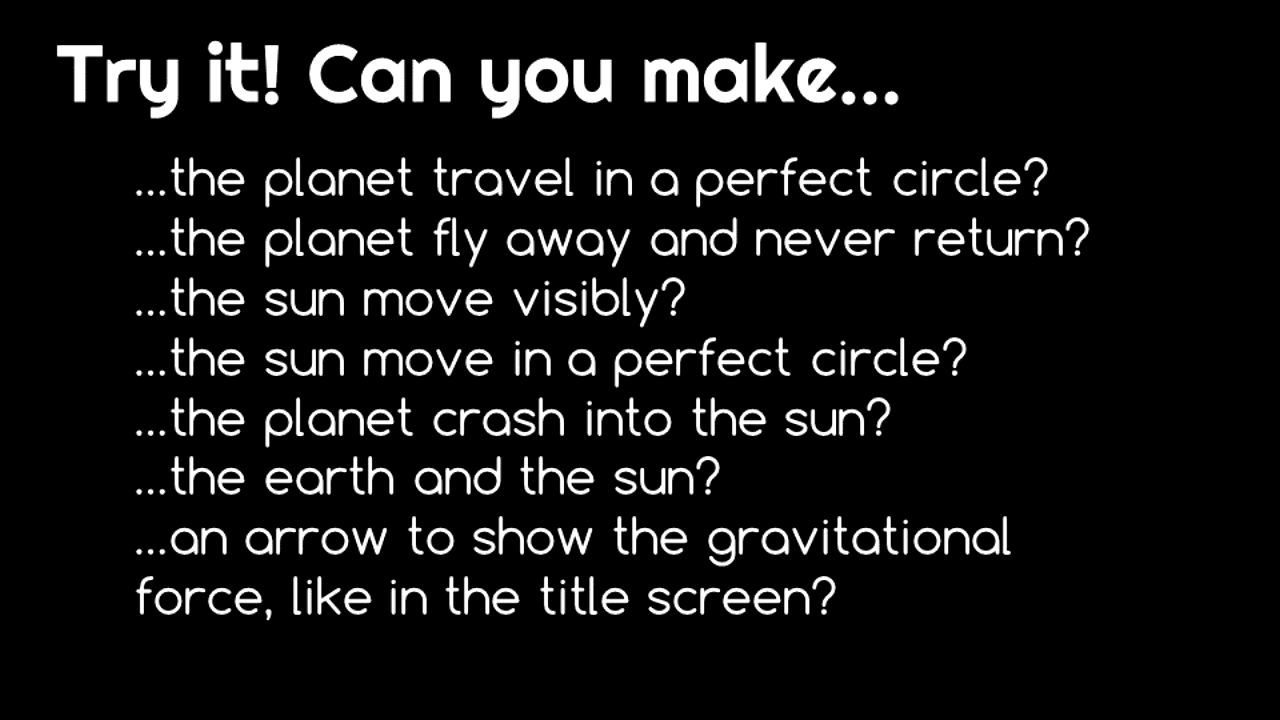 Try it! Can you make...
...the planet travel in a perfect circle?
...the planet fly away and never return?
...the sun move visibly?
...the sun move in a perfect circle?
...the planet crash into the sun?
...the earth and the sun?
...an arrow to show the gravitational
force, like in the title screen?